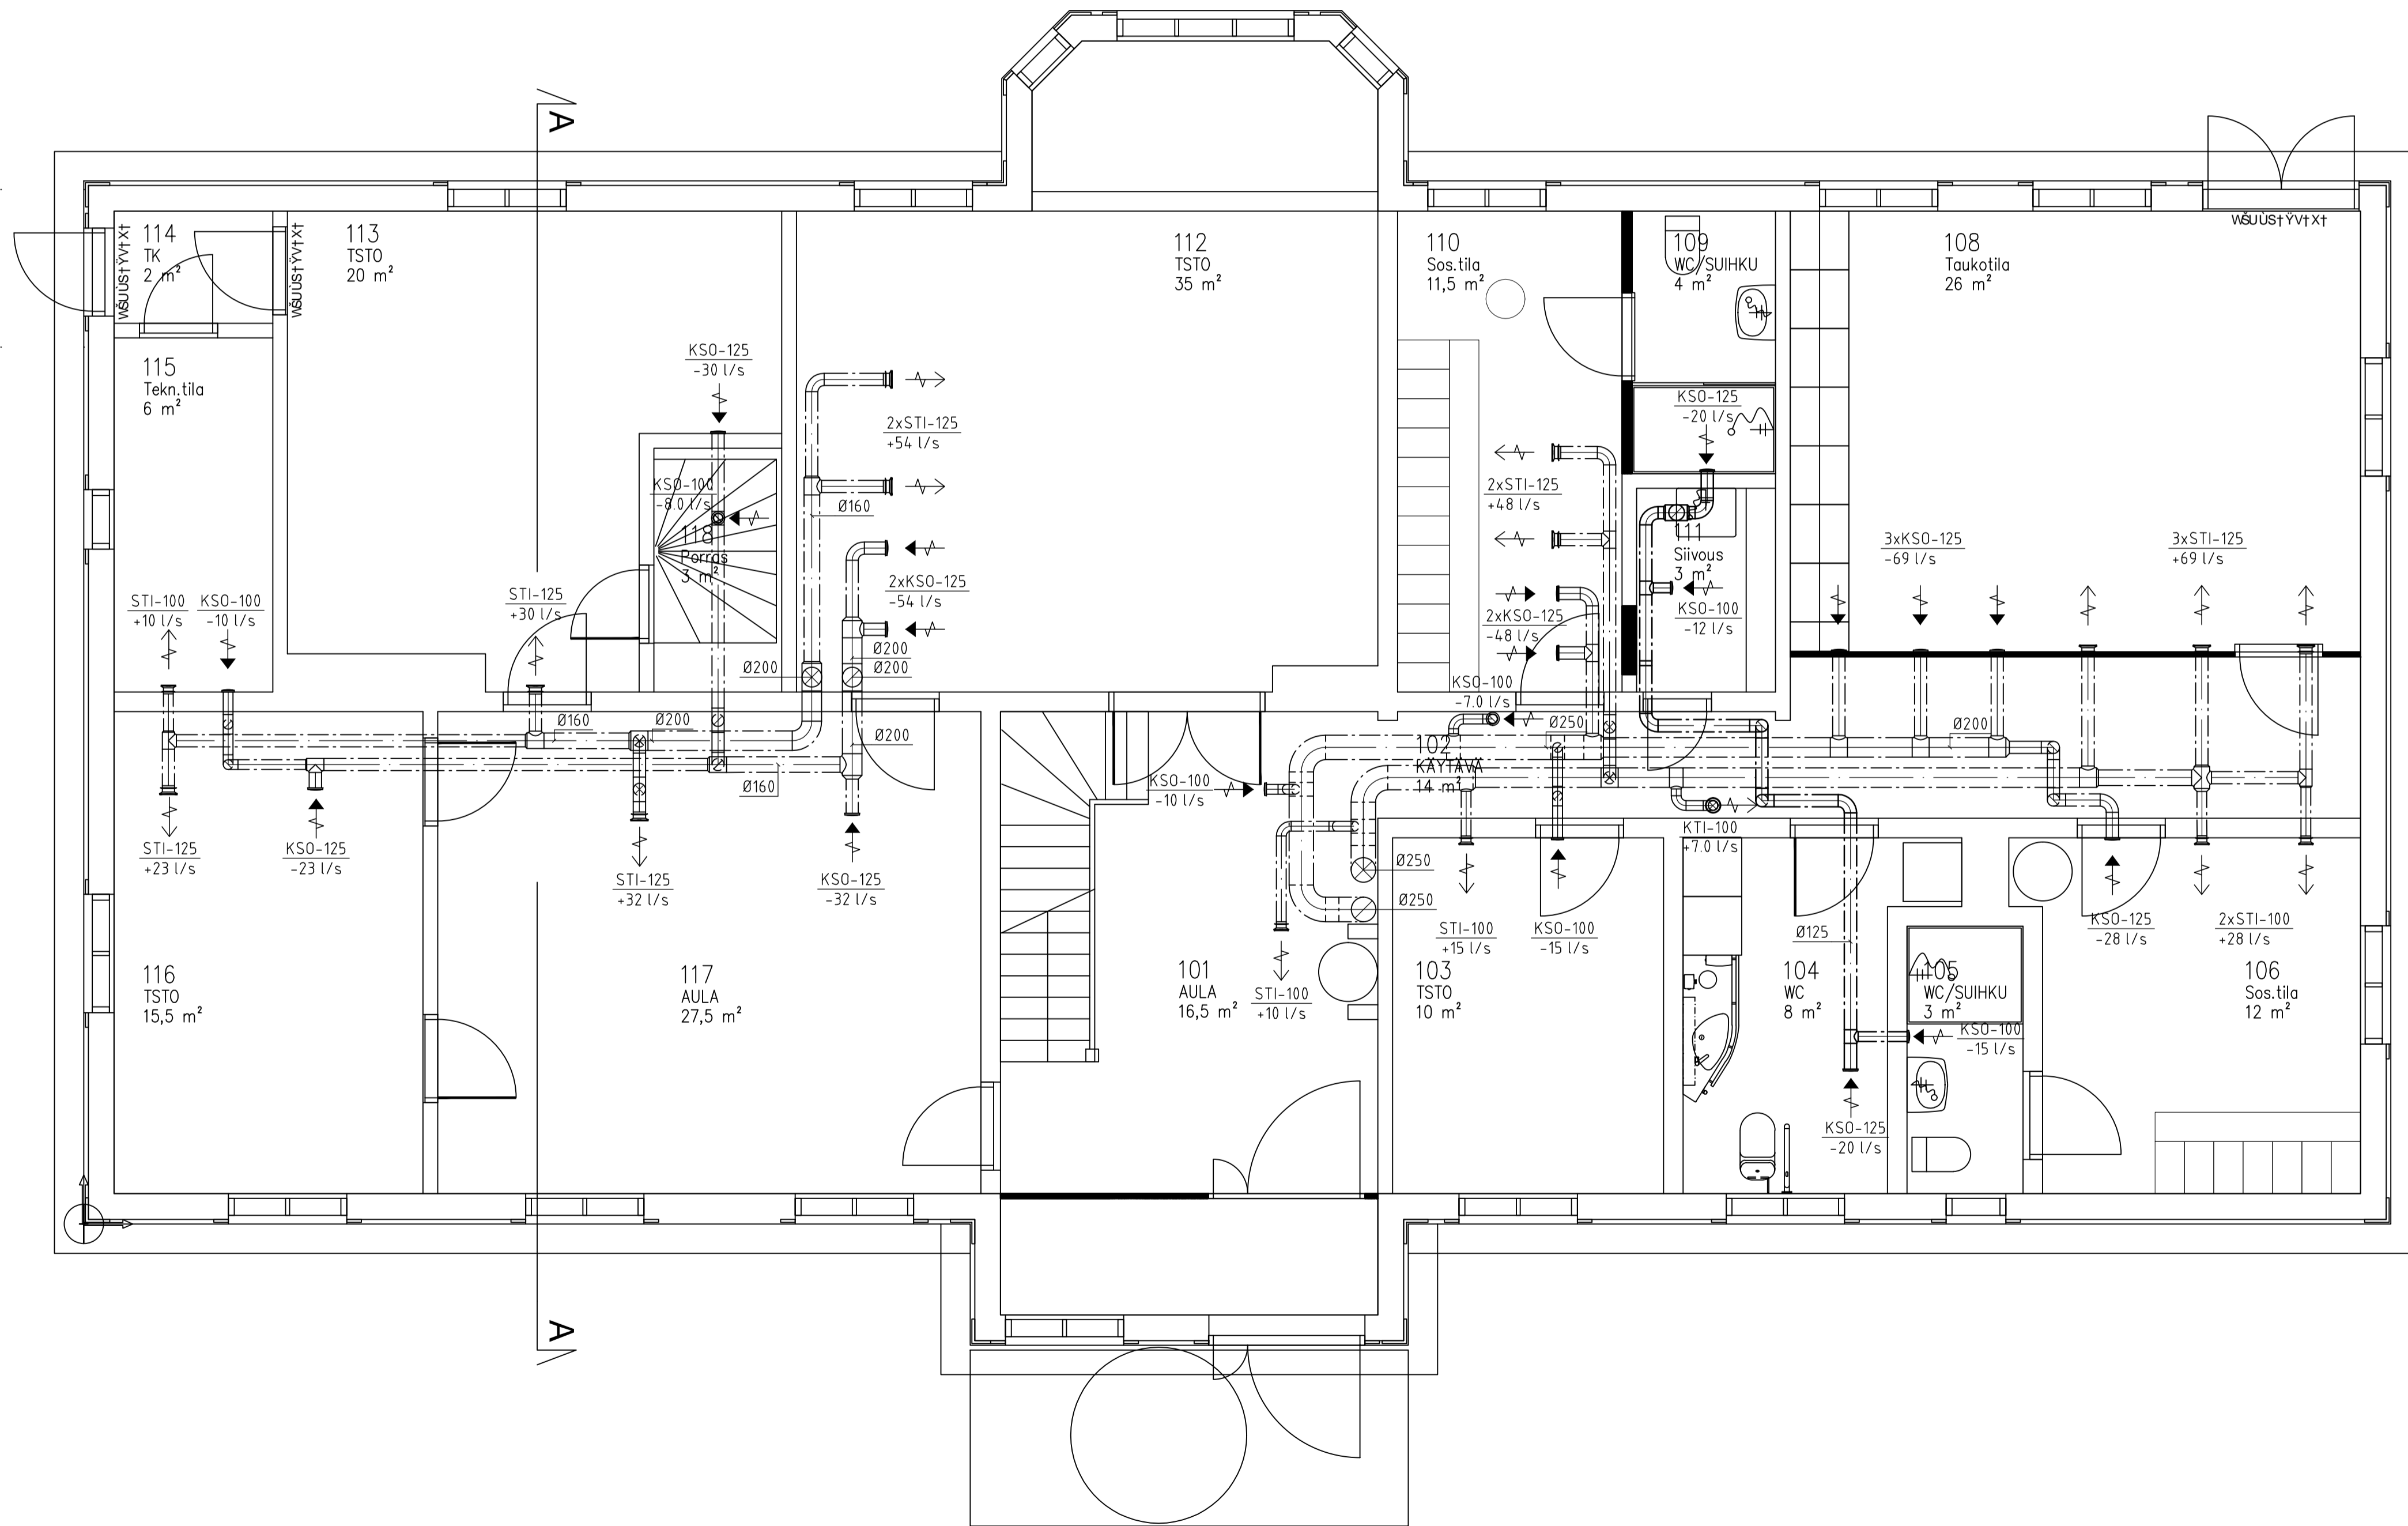 A
114
TK
2 m²
113
TSTO
20 m²
112
TSTO
35 m²
110
Sos.tila
11,5 m²
109
WC/SUIHKU
4 m²
108
Taukotila
26 m²
115
Tekn.tila
6 m²
KSO-125
-30 l/s
2xSTI-125
+54 l/s
KSO-125
-20 l/s
KSO-100
-8.0 l/s
Ø160
118
Porras
3 m²
2xSTI-125
+48 l/s
111
Siivous
3 m²
3xKSO-125
-69 l/s
3xSTI-125
+69 l/s
STI-100
+10 l/s
KSO-100
-10 l/s
STI-125
+30 l/s
2xKSO-125
-54 l/s
2xKSO-125
-48 l/s
KSO-100
-12 l/s
Ø200
Ø200
Ø200
KSO-100
-7.0 l/s
Ø160
Ø200
Ø200
Ø250
Ø200
102
KÄYTÄVÄ
14 m²
Ø160
KSO-100
-10 l/s
KTI-100
+7.0 l/s
STI-125
+23 l/s
KSO-125
-23 l/s
STI-125
+32 l/s
KSO-125
-32 l/s
Ø250
Ø250
STI-100
+15 l/s
KSO-100
-15 l/s
Ø125
KSO-125
-28 l/s
2xSTI-100
+28 l/s
116
TSTO
15,5 m²
117
AULA
27,5 m²
101
AULA
16,5 m²
STI-100
+10 l/s
103
TSTO
10 m²
104
WC
8 m²
105
WC/SUIHKU
3 m²
106
Sos.tila
12 m²
KSO-100
-15 l/s
KSO-125
-20 l/s
A